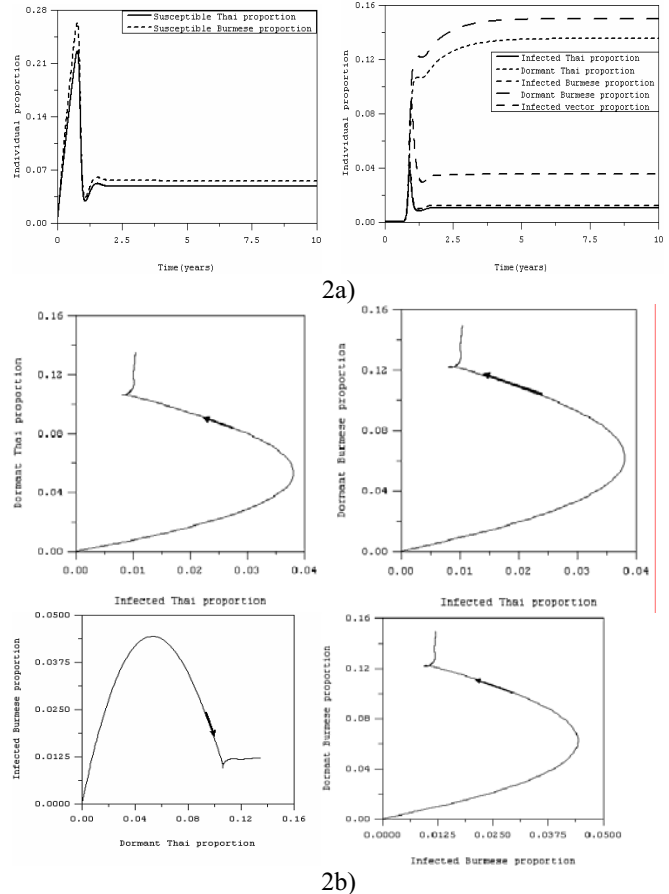 0.28
0.21
0.14
0.07
0.00
Individual proportion
Susceptible Thai proportion
Susceptible Burmese proportion
0
2.5
5
7.5
10
Time(years)
0.16
0.12
0.08
0.04
0.00
Individual proportion
Infected Thai proportion
Dormant Thai proportion
Infected Burmese proportion
Dormant Burmese proportion
Infected vector proportion
0
2.5
5
7.5
10
Time(years)
2a)
0.16
0.12
0.08
0.04
0.00
Dormant Thai proportion
0.00
0.01
0.02
0.03
0.04
Infected Thai proportion
0.16
0.12
0.08
0.04
0.00
Dormant Burmese proportion
0.00
0.01
0.02
0.03
0.04
Infected Thai proportion
0.0500
0.0375
0.0250
0.0125
0.0000
Infected Burmese proportion
0.00
0.04
0.08
0.12
0.16
Dormant Thai proportion
0.16
0.12
0.08
0.04
0.00
Dormant Burmese proportion
0.0000
0.0125
0.0250
0.0375
0.0500
Infected Burmese proportion
2b)